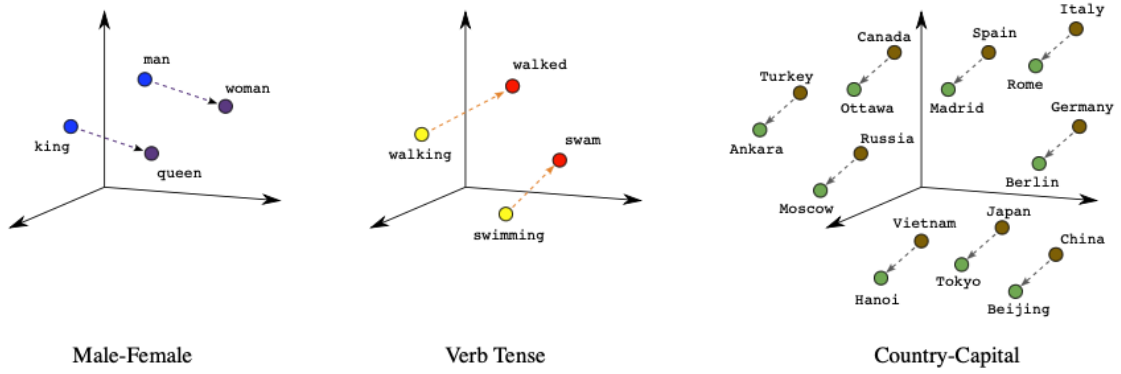 man
woman
king
queen
Male-Female
walked
walking
swam
swimming
Verb Tense
Italy
Canada
Spain
Rome
Turkey
Ottawa
Madrid
Germany
Ankara
Russia
Berlin
Moscow
Vietnam
Japan
China
Hanoi
Tokyo
Beijing
Country-Capital